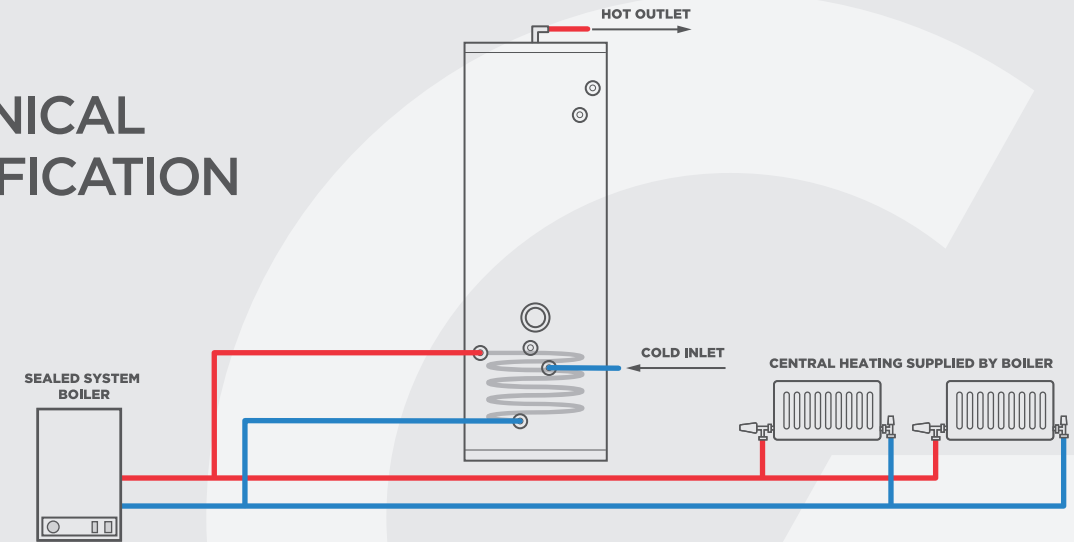 HOT OUTLET
NICAL
FICATION
COLD INLET
CENTRAL HEATING SUPPLIED BY BOILER
SEALED SYSTEM
BOILER